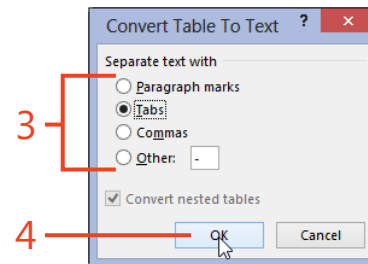 Convert Table To Text ? ×
Separate text with
Paragraph marks
3
Tabs
Commas
Other: -
Convert nested tables
4
OK Cancel